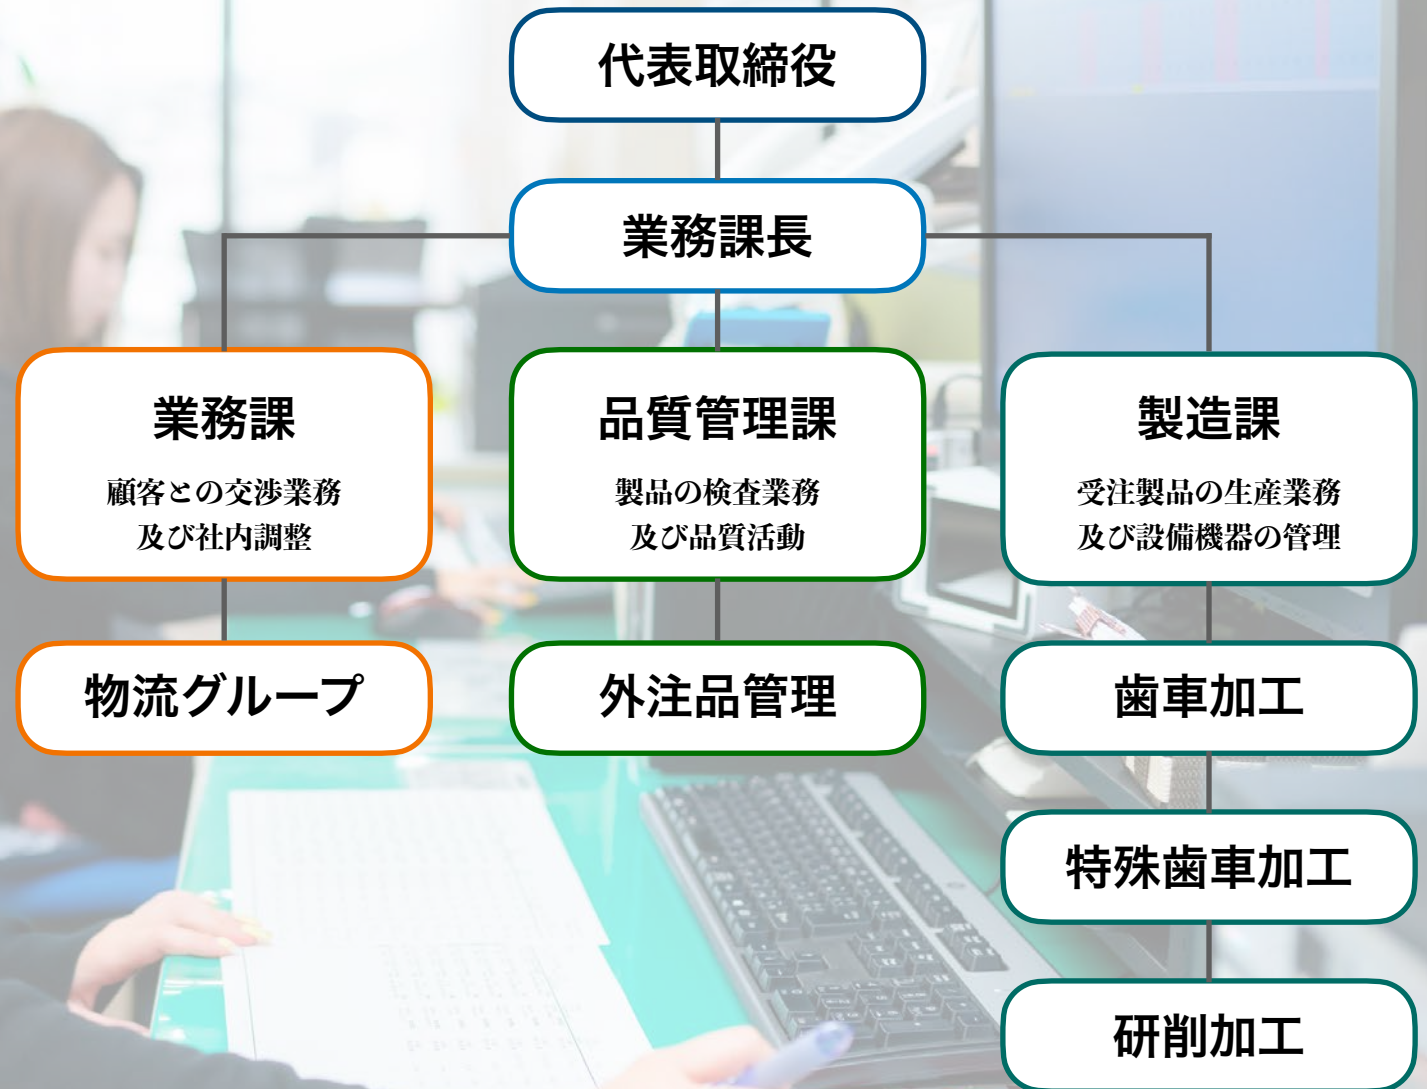 代表取締役
業務課長
業務課
顧客との交渉業務
及び社内調整
品質管理課
製品の検査業務
及び品質活動
製造課
受注製品の生産業務
及び設備機器の管理
物流グループ
外注品管理
歯車加工
特殊歯車加工
研削加工